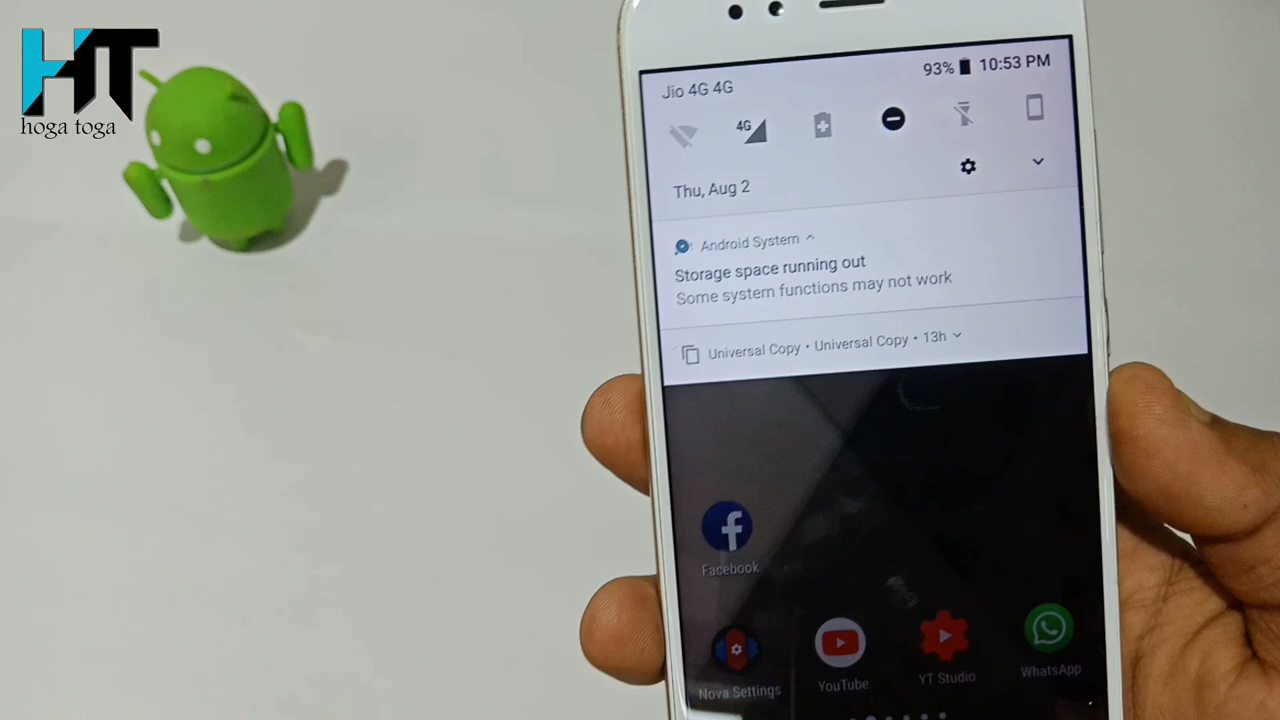 HT
hoga toga
93% 10:53 PM
Jio 4G 4G
4G
Thu, Aug 2
Android System
Storage space running out
Some system functions may not work
Universal Copy • Universal Copy • 13h
Facebook
Nova Settings
YouTube
YT Studio
WhatsApp